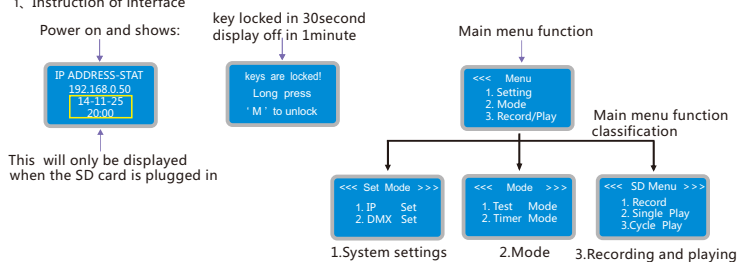 1、Instruction of interface
Power on and shows:
IP ADDRESS-STAT
192.168.0.50
14-11-25
20:00
This will only be displayed
when the SD card is plugged in
key locked in 30second
display off in 1minute
keys are locked!
Long press
‘ M ’ to unlock
Main menu function
<<< Menu
1. Setting
2. Mode
3. Record/Play
Main menu function
classification
<<< Set Mode >>>
1. IP Set
2. DMX Set
1.System settings
<<< Mode >>>
1. Test Mode
2. Timer Mode
2.Mode
<<< SD Menu >>>
1. Record
2. Single Play
3.Cycle Play
3.Recording and playing